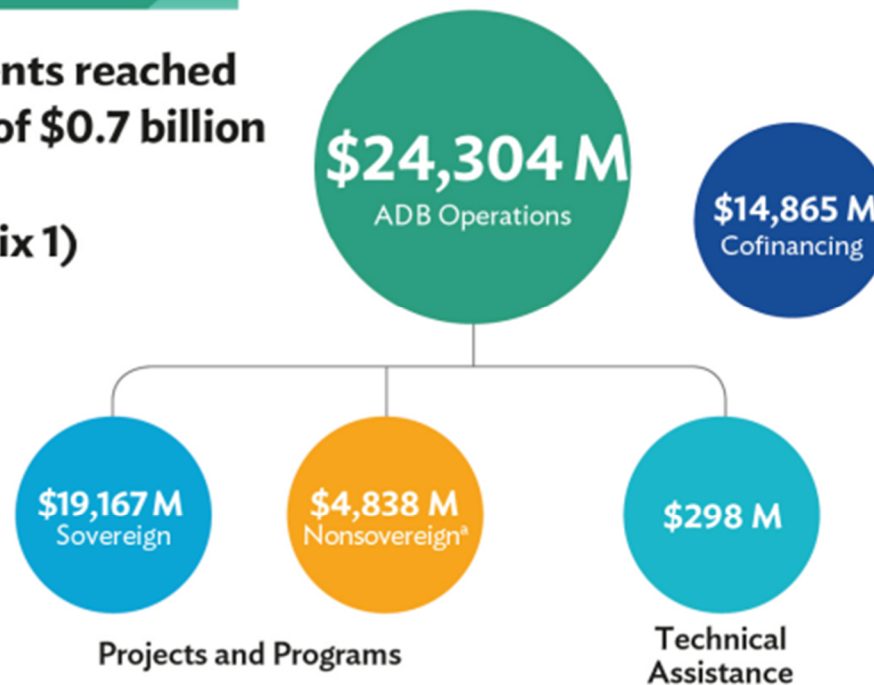 nts reached
of $0.7 billion
ix 1)
$24,304 M
ADB Operations
$14,865 M
Cofinancing
$19,167 M
Sovereign
$4,838 M
Nonsovereignᵃ
$298 M
Projects and Programs
Technical
Assistance